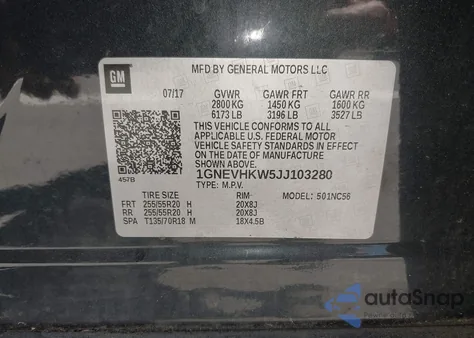 GM
MFD BY GENERAL MOTORS LLC
07/17 GVWR GAWR FRT GAWR RR
2800 KG 1450 KG 1600 KG
6173 LB 3196 LB 3527 LB
THIS VEHICLE CONFORMS TO ALL
APPLICABLE U.S. FEDERAL MOTOR
VEHICLE SAFETY STANDARDS IN EFFECT
ON THE DATE OF MANUFACTURE SHOWN ABOVE.
1GNEVHKW5JJ103280
457B TYPE: M.P.V. MODEL: 501NC56
TIRE SIZE RIM-
FRT 255/55R20 H 20X8J
RR 255/55R20 H 20X8J
SPA T135/70R18 M 18X4.5B
autoSnap